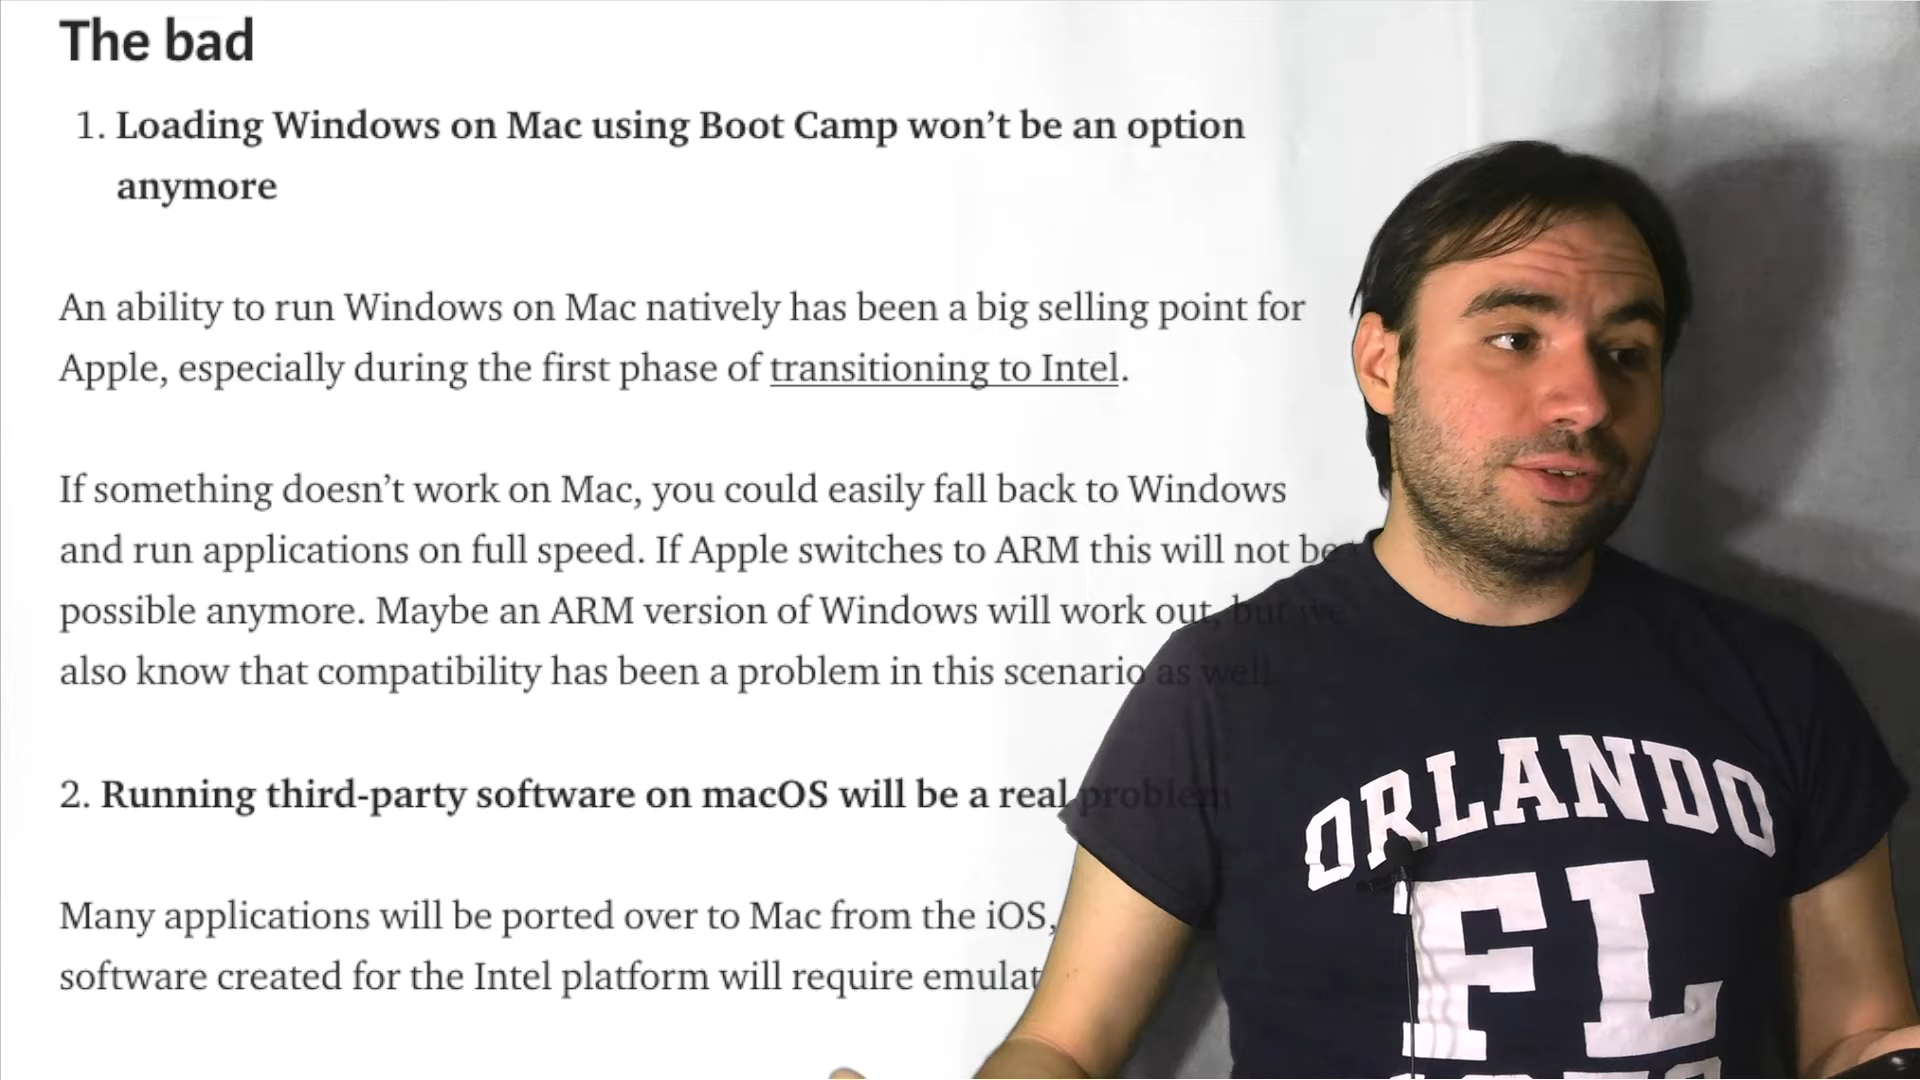 The bad
1. Loading Windows on Mac using Boot Camp won’t be an option
anymore
An ability to run Windows on Mac natively has been a big selling point for
Apple, especially during the first phase of transitioning to Intel.
If something doesn’t work on Mac, you could easily fall back to Windows
and run applications on full speed. If Apple switches to ARM this will not be
possible anymore. Maybe an ARM version of Windows will work out, but we
also know that compatibility has been a problem in this scenario as well
2. Running third-party software on macOS will be a real problem
Many applications will be ported over to Mac from the iOS,
software created for the Intel platform will require emulat
ORLANDO
FL